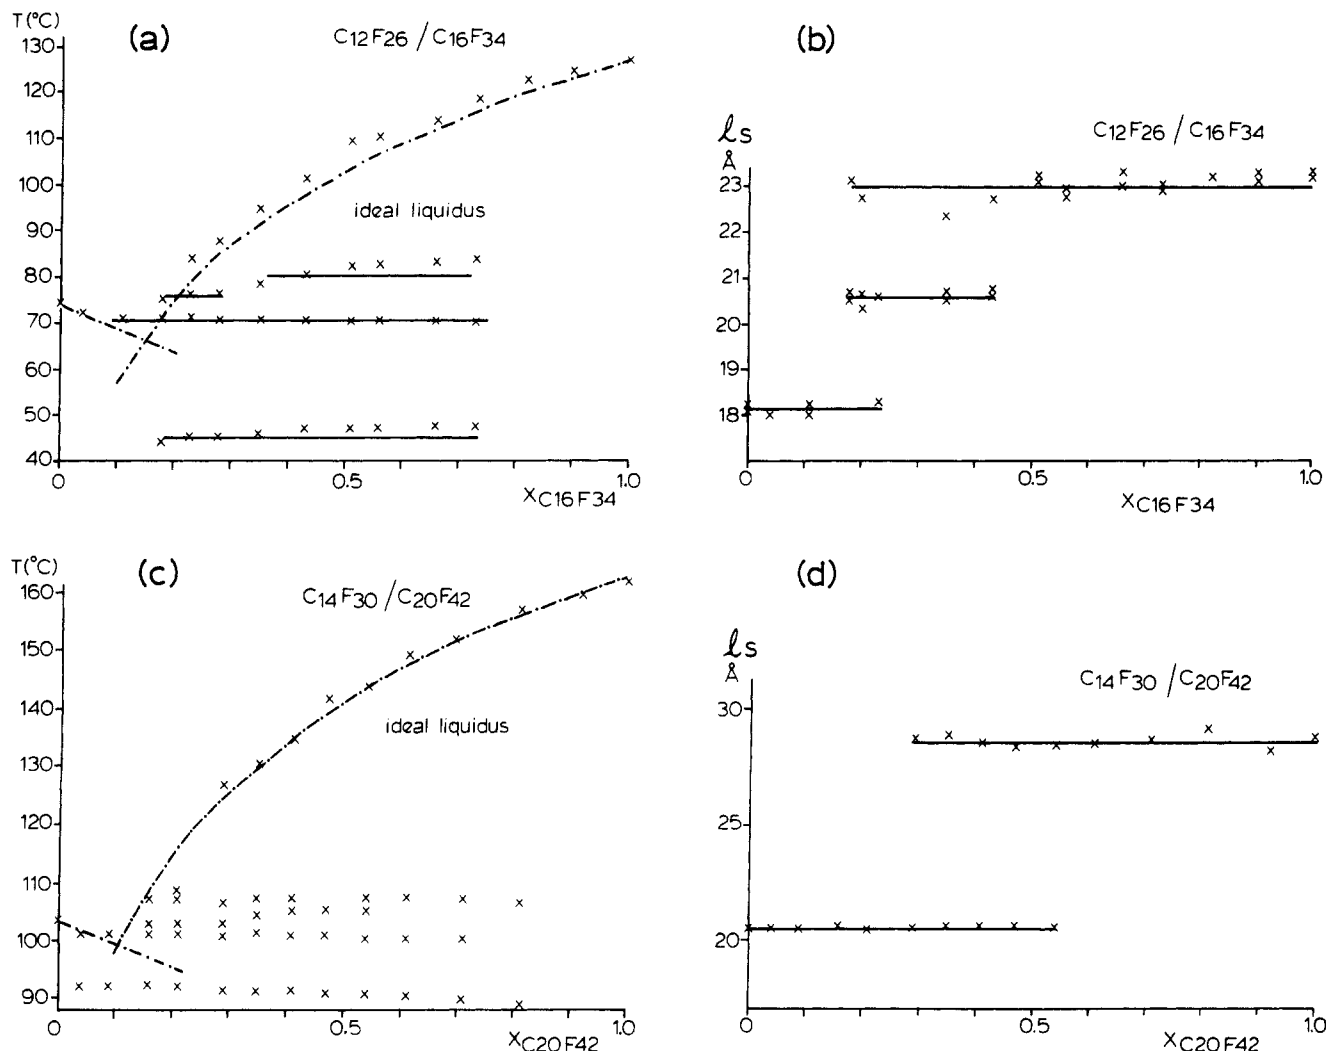 T(°C)
(a)
C12F26 / C16F34
130
120
110
100
90
80
70
60
50
40
ideal liquidus
0
0.5
1.0
XC16F34
(b)
ℓs
Å
C12F26 / C16F34
23
22
21
20
19
18
0
0.5
1.0
XC16F34
T(°C)
(c)
C14F30 / C20F42
160
150
140
130
120
110
100
90
ideal liquidus
0
0.5
1.0
XC20F42
(d)
ℓs
Å
C14F30 / C20F42
30
25
20
0
0.5
1.0
XC20F42